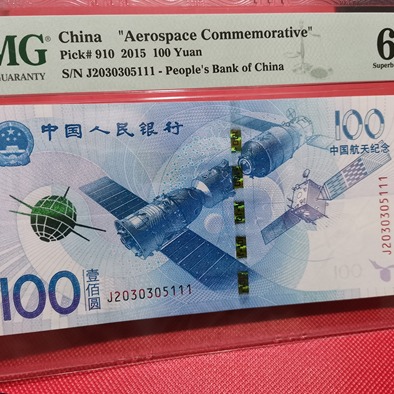 MG China "Aerospace Commemorative" 6
GUARANTY Pick# 910 2015 100 Yuan Superb
S/N J2030305111 - People's Bank of China
中国人民银行 100
中国航天纪念
J2030305111
100 壹佰圆 J2030305111
100